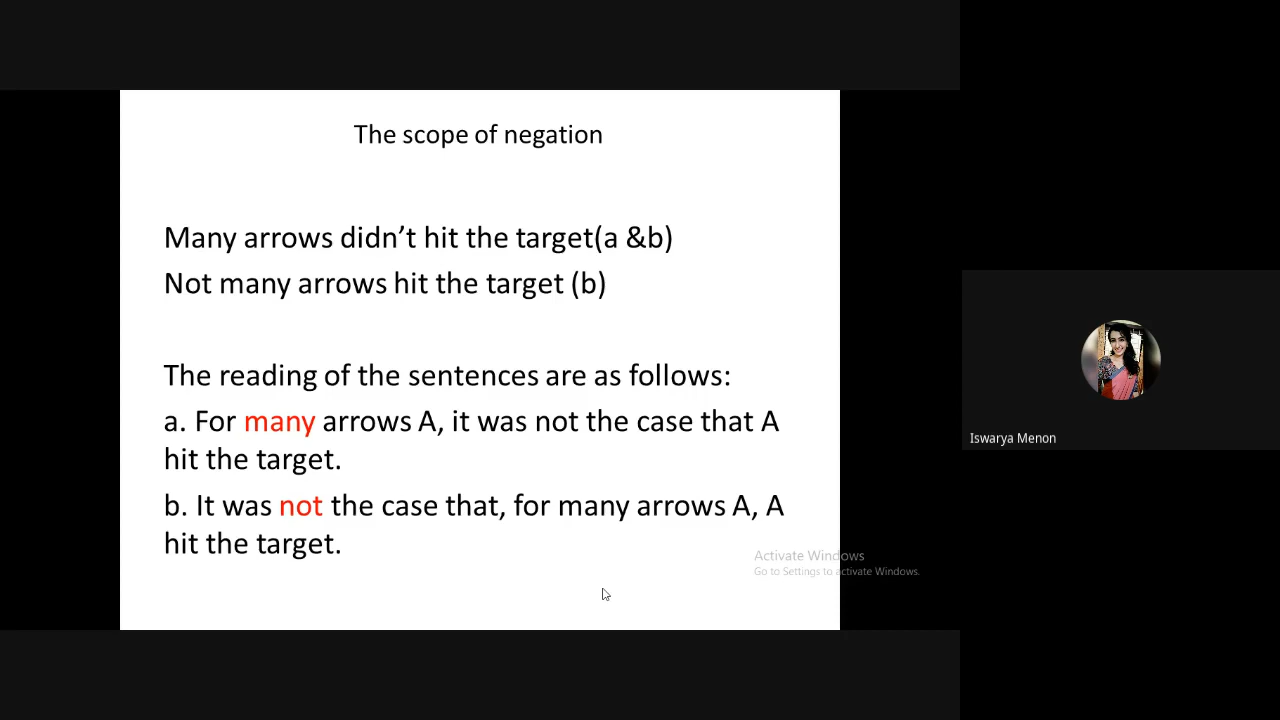 The scope of negation
Many arrows didn’t hit the target(a &b)
Not many arrows hit the target (b)
The reading of the sentences are as follows:
a. For many arrows A, it was not the case that A
hit the target.
b. It was not the case that, for many arrows A, A
hit the target.
Activate Windows
Go to Settings to activate Windows.
Iswarya Menon